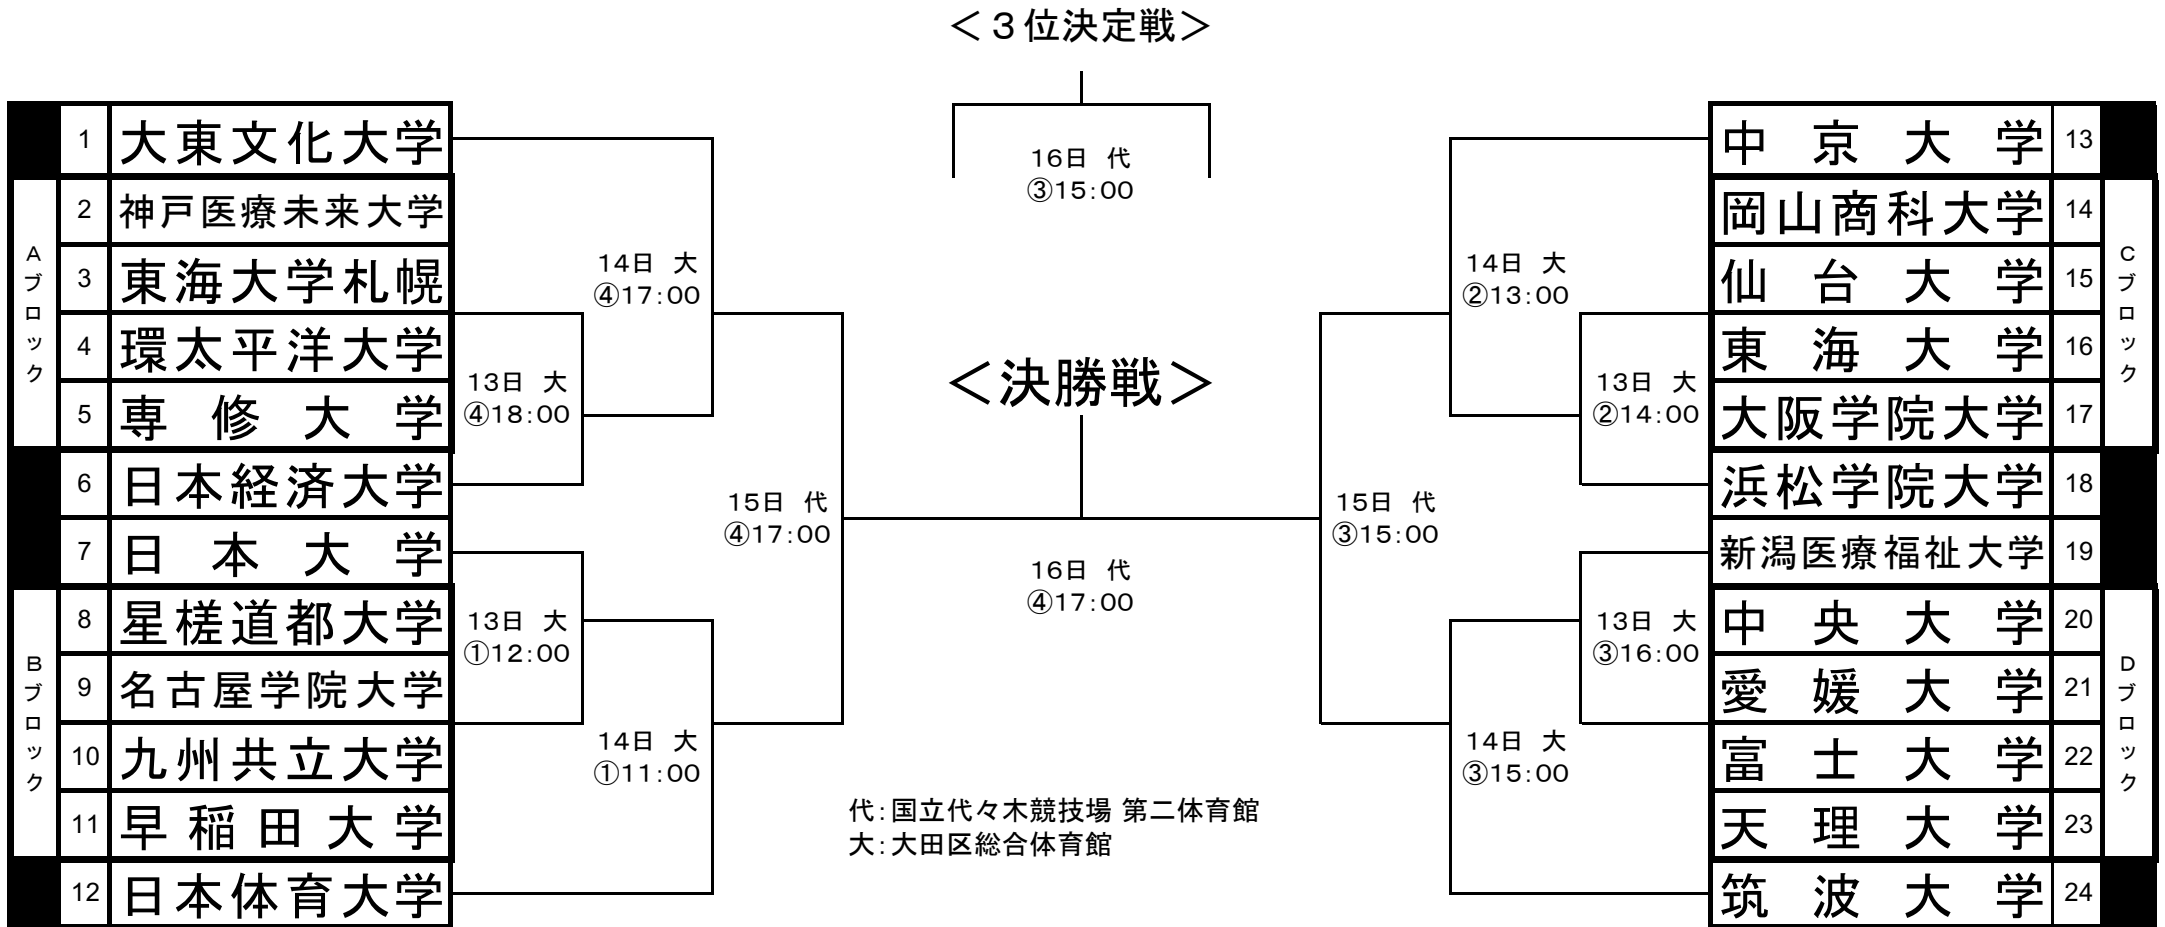 ＜３位決定戦＞
16日 代
③15:00
1 大東文化大学
Aブロック
2 神戸医療未来大学
3 東海大学札幌
4 環太平洋大学
5 専修大学
6 日本経済大学
7 日本大学
Bブロック
8 星槎道都大学
9 名古屋学院大学
10 九州共立大学
11 早稲田大学
12 日本体育大学
14日 大
④17:00
13日 大
④18:00
15日 代
④17:00
13日 大
①12:00
14日 大
①11:00
＜決勝戦＞
16日 代
④17:00
代：国立代々木競技場 第二体育館
大：大田区総合体育館
14日 大
②13:00
13日 大
②14:00
15日 代
③15:00
13日 大
③16:00
14日 大
③15:00
中京大学 13
Cブロック
岡山商科大学 14
仙台大学 15
東海大学 16
大阪学院大学 17
浜松学院大学 18
新潟医療福祉大学 19
Dブロック
中央大学 20
愛媛大学 21
富士大学 22
天理大学 23
筑波大学 24